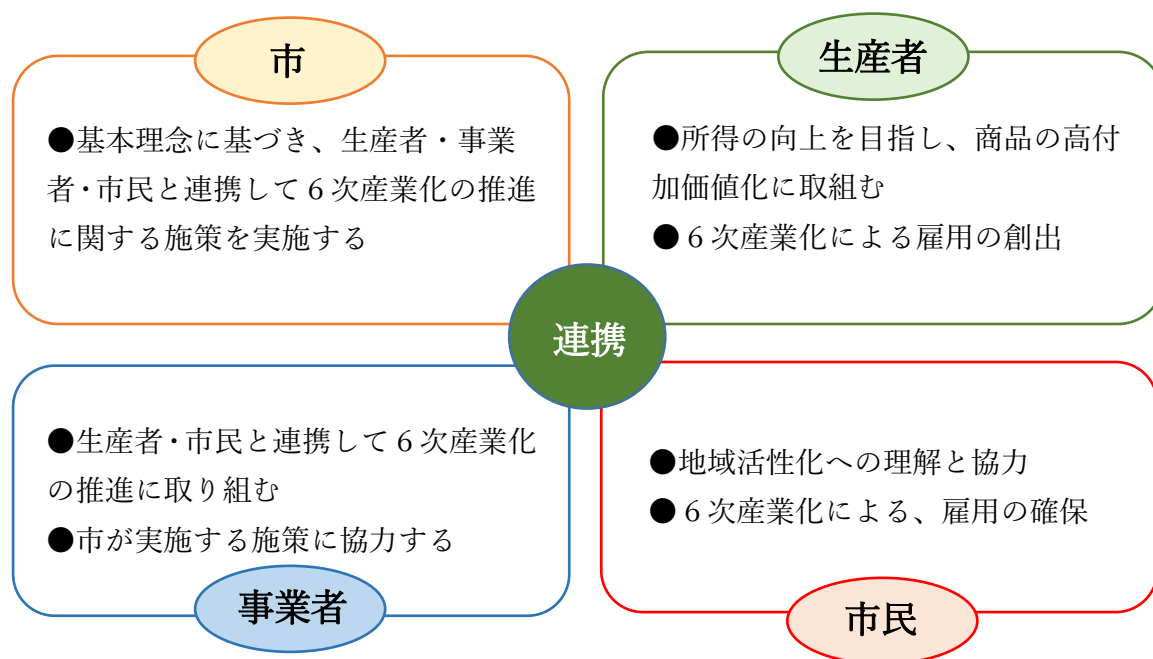 市
●基本理念に基づき、生産者・事業
者・市民と連携して６次産業化の推進
に関する施策を実施する
生産者
●所得の向上を目指し、商品の高付
加価値化に取組む
●６次産業化による雇用の創出
連携
●生産者・市民と連携して６次産業化
の推進に取り組む
●市が実施する施策に協力する
事業者
●地域活性化への理解と協力
●６次産業化による、雇用の確保
市民